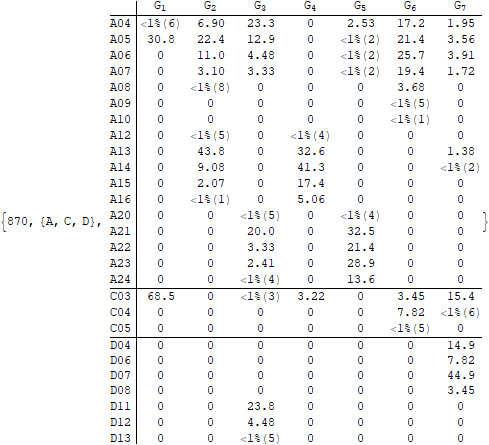 G1 G2 G3 G4 G5 G6 G7
A04 <1%(6) 6.90 23.3 0 2.53 17.2 1.95
A05 30.8 22.4 12.9 0 <1%(2) 21.4 3.56
A06 0 11.0 4.48 0 <1%(2) 25.7 3.91
A07 0 3.10 3.33 0 <1%(2) 19.4 1.72
A08 0 <1%(8) 0 0 0 3.68 0
A09 0 0 0 0 0 <1%(5) 0
A10 0 0 0 0 0 <1%(1) 0
A12 0 <1%(5) 0 <1%(4) 0 0 0
A13 0 43.8 0 32.6 0 0 1.38
A14 0 9.08 0 41.3 0 0 <1%(2)
A15 0 2.07 0 17.4 0 0 0
A16 0 <1%(1) 0 5.06 0 0 0
{870, {A, C, D}, A20 0 0 <1%(5) 0 <1%(4) 0 0 }
A21 0 0 20.0 0 32.5 0 0
A22 0 0 3.33 0 21.4 0 0
A23 0 0 2.41 0 28.9 0 0
A24 0 0 <1%(4) 0 13.6 0 0
C03 68.5 0 <1%(3) 3.22 0 3.45 15.4
C04 0 0 0 0 0 7.82 <1%(6)
C05 0 0 0 0 0 <1%(5) 0
D04 0 0 0 0 0 0 14.9
D06 0 0 0 0 0 0 7.82
D07 0 0 0 0 0 0 44.9
D08 0 0 0 0 0 0 3.45
D11 0 0 23.8 0 0 0 0
D12 0 0 4.48 0 0 0 0
D13 0 0 <1%(5) 0 0 0 0